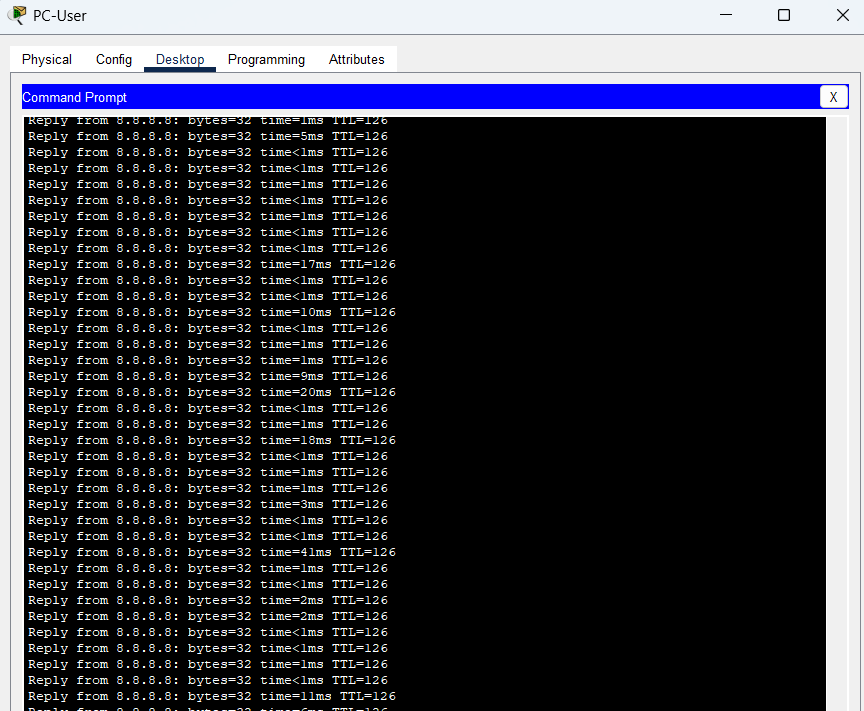 PC-User
Physical Config Desktop Programming Attributes
Command Prompt X
Reply from 8.8.8.8: bytes=32 time=1ms TTL=126
Reply from 8.8.8.8: bytes=32 time=5ms TTL=126
Reply from 8.8.8.8: bytes=32 time<1ms TTL=126
Reply from 8.8.8.8: bytes=32 time<1ms TTL=126
Reply from 8.8.8.8: bytes=32 time=1ms TTL=126
Reply from 8.8.8.8: bytes=32 time<1ms TTL=126
Reply from 8.8.8.8: bytes=32 time=1ms TTL=126
Reply from 8.8.8.8: bytes=32 time<1ms TTL=126
Reply from 8.8.8.8: bytes=32 time<1ms TTL=126
Reply from 8.8.8.8: bytes=32 time=17ms TTL=126
Reply from 8.8.8.8: bytes=32 time<1ms TTL=126
Reply from 8.8.8.8: bytes=32 time<1ms TTL=126
Reply from 8.8.8.8: bytes=32 time=10ms TTL=126
Reply from 8.8.8.8: bytes=32 time<1ms TTL=126
Reply from 8.8.8.8: bytes=32 time=1ms TTL=126
Reply from 8.8.8.8: bytes=32 time=1ms TTL=126
Reply from 8.8.8.8: bytes=32 time=9ms TTL=126
Reply from 8.8.8.8: bytes=32 time=20ms TTL=126
Reply from 8.8.8.8: bytes=32 time<1ms TTL=126
Reply from 8.8.8.8: bytes=32 time=1ms TTL=126
Reply from 8.8.8.8: bytes=32 time=18ms TTL=126
Reply from 8.8.8.8: bytes=32 time<1ms TTL=126
Reply from 8.8.8.8: bytes=32 time=1ms TTL=126
Reply from 8.8.8.8: bytes=32 time=1ms TTL=126
Reply from 8.8.8.8: bytes=32 time=3ms TTL=126
Reply from 8.8.8.8: bytes=32 time<1ms TTL=126
Reply from 8.8.8.8: bytes=32 time<1ms TTL=126
Reply from 8.8.8.8: bytes=32 time=41ms TTL=126
Reply from 8.8.8.8: bytes=32 time=1ms TTL=126
Reply from 8.8.8.8: bytes=32 time<1ms TTL=126
Reply from 8.8.8.8: bytes=32 time=2ms TTL=126
Reply from 8.8.8.8: bytes=32 time=2ms TTL=126
Reply from 8.8.8.8: bytes=32 time<1ms TTL=126
Reply from 8.8.8.8: bytes=32 time<1ms TTL=126
Reply from 8.8.8.8: bytes=32 time=1ms TTL=126
Reply from 8.8.8.8: bytes=32 time<1ms TTL=126
Reply from 8.8.8.8: bytes=32 time=11ms TTL=126